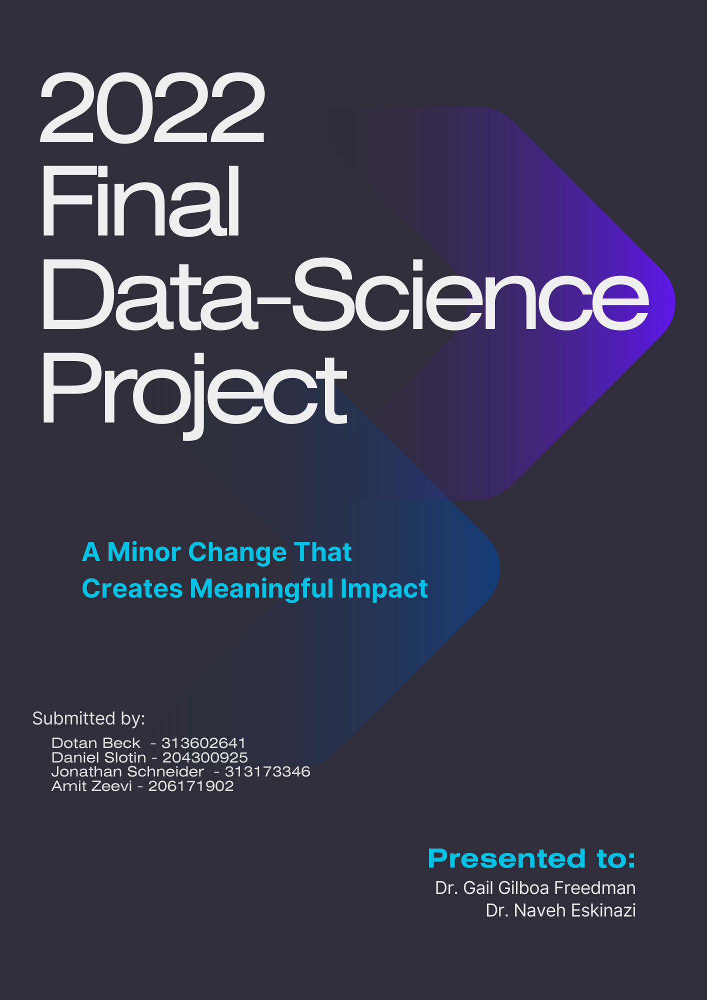 2022
Final
Data-Science
Project
A Minor Change That
Creates Meaningful Impact
Submitted by:
Dotan Beck - 313602641
Daniel Slotin - 204300925
Jonathan Schneider - 313173346
Amit Zeevi - 206171902
Presented to:
Dr. Gail Gilboa Freedman
Dr. Naveh Eskinazi